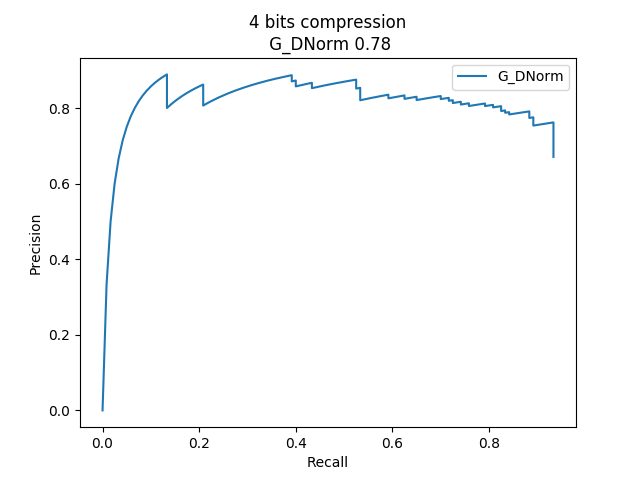 4 bits compression
G_DNorm 0.78
G_DNorm
0.8
0.6
0.4
0.2
0.0
Precision
0.0 0.2 0.4 0.6 0.8
Recall